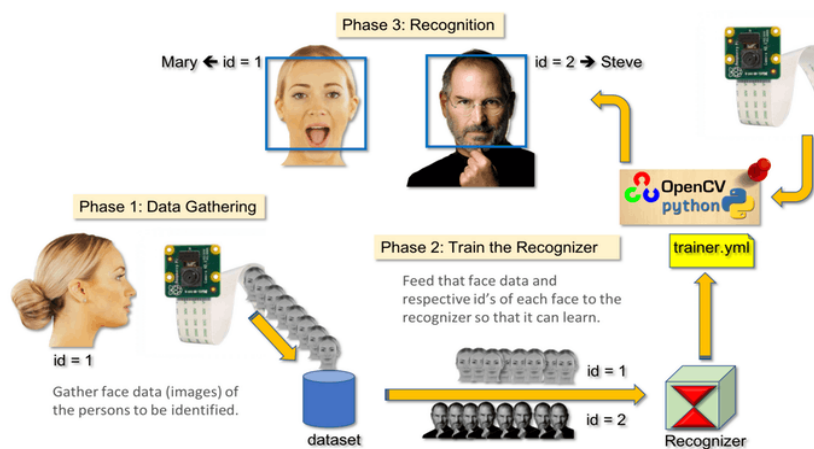 Phase 3: Recognition
Mary ← id = 1
id = 2 → Steve
OpenCV
python
Phase 1: Data Gathering
id = 1
Gather face data (images) of
the persons to be identified.
dataset
Phase 2: Train the Recognizer
Feed that face data and
respective id’s of each face to the
recognizer so that it can learn.
id = 1
id = 2
trainer.yml
Recognizer